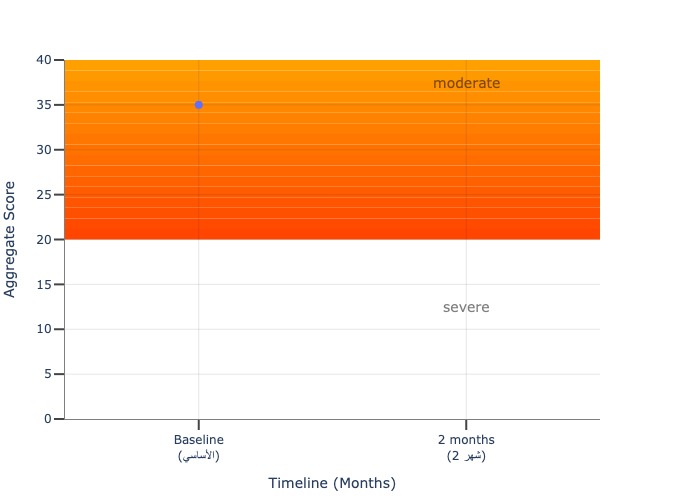 40
moderate
35
30
25
20
15
severe
10
5
0
Aggregate Score
Baseline
(الأساسي)
2 months
(2 شهر)
Timeline (Months)